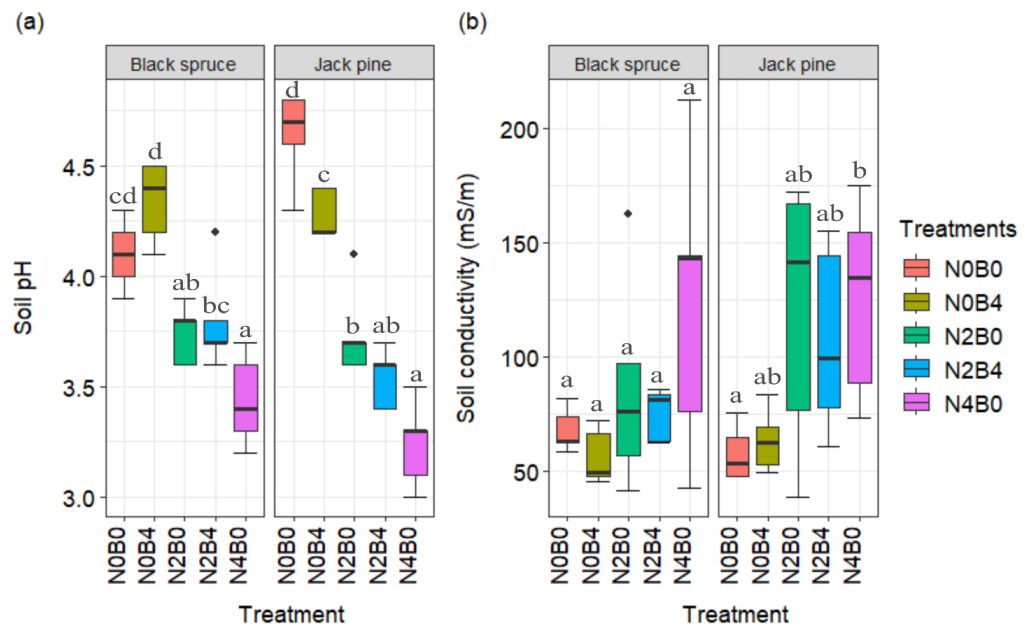 (a)
Black spruce
Jack pine
Soil pH
4.5
4.0
3.5
3.0
cd
d
ab
bc
a
d
c
b
ab
a
N0B0
N0B4
N2B0
N2B4
N4B0
N0B0
N0B4
N2B0
N2B4
N4B0
Treatment
(b)
Black spruce
Jack pine
Soil conductivity (mS/m)
200
150
100
50
a
a
a
a
a
a
ab
ab
ab
b
N0B0
N0B4
N2B0
N2B4
N4B0
N0B0
N0B4
N2B0
N2B4
N4B0
Treatment
Treatments
N0B0
N0B4
N2B0
N2B4
N4B0